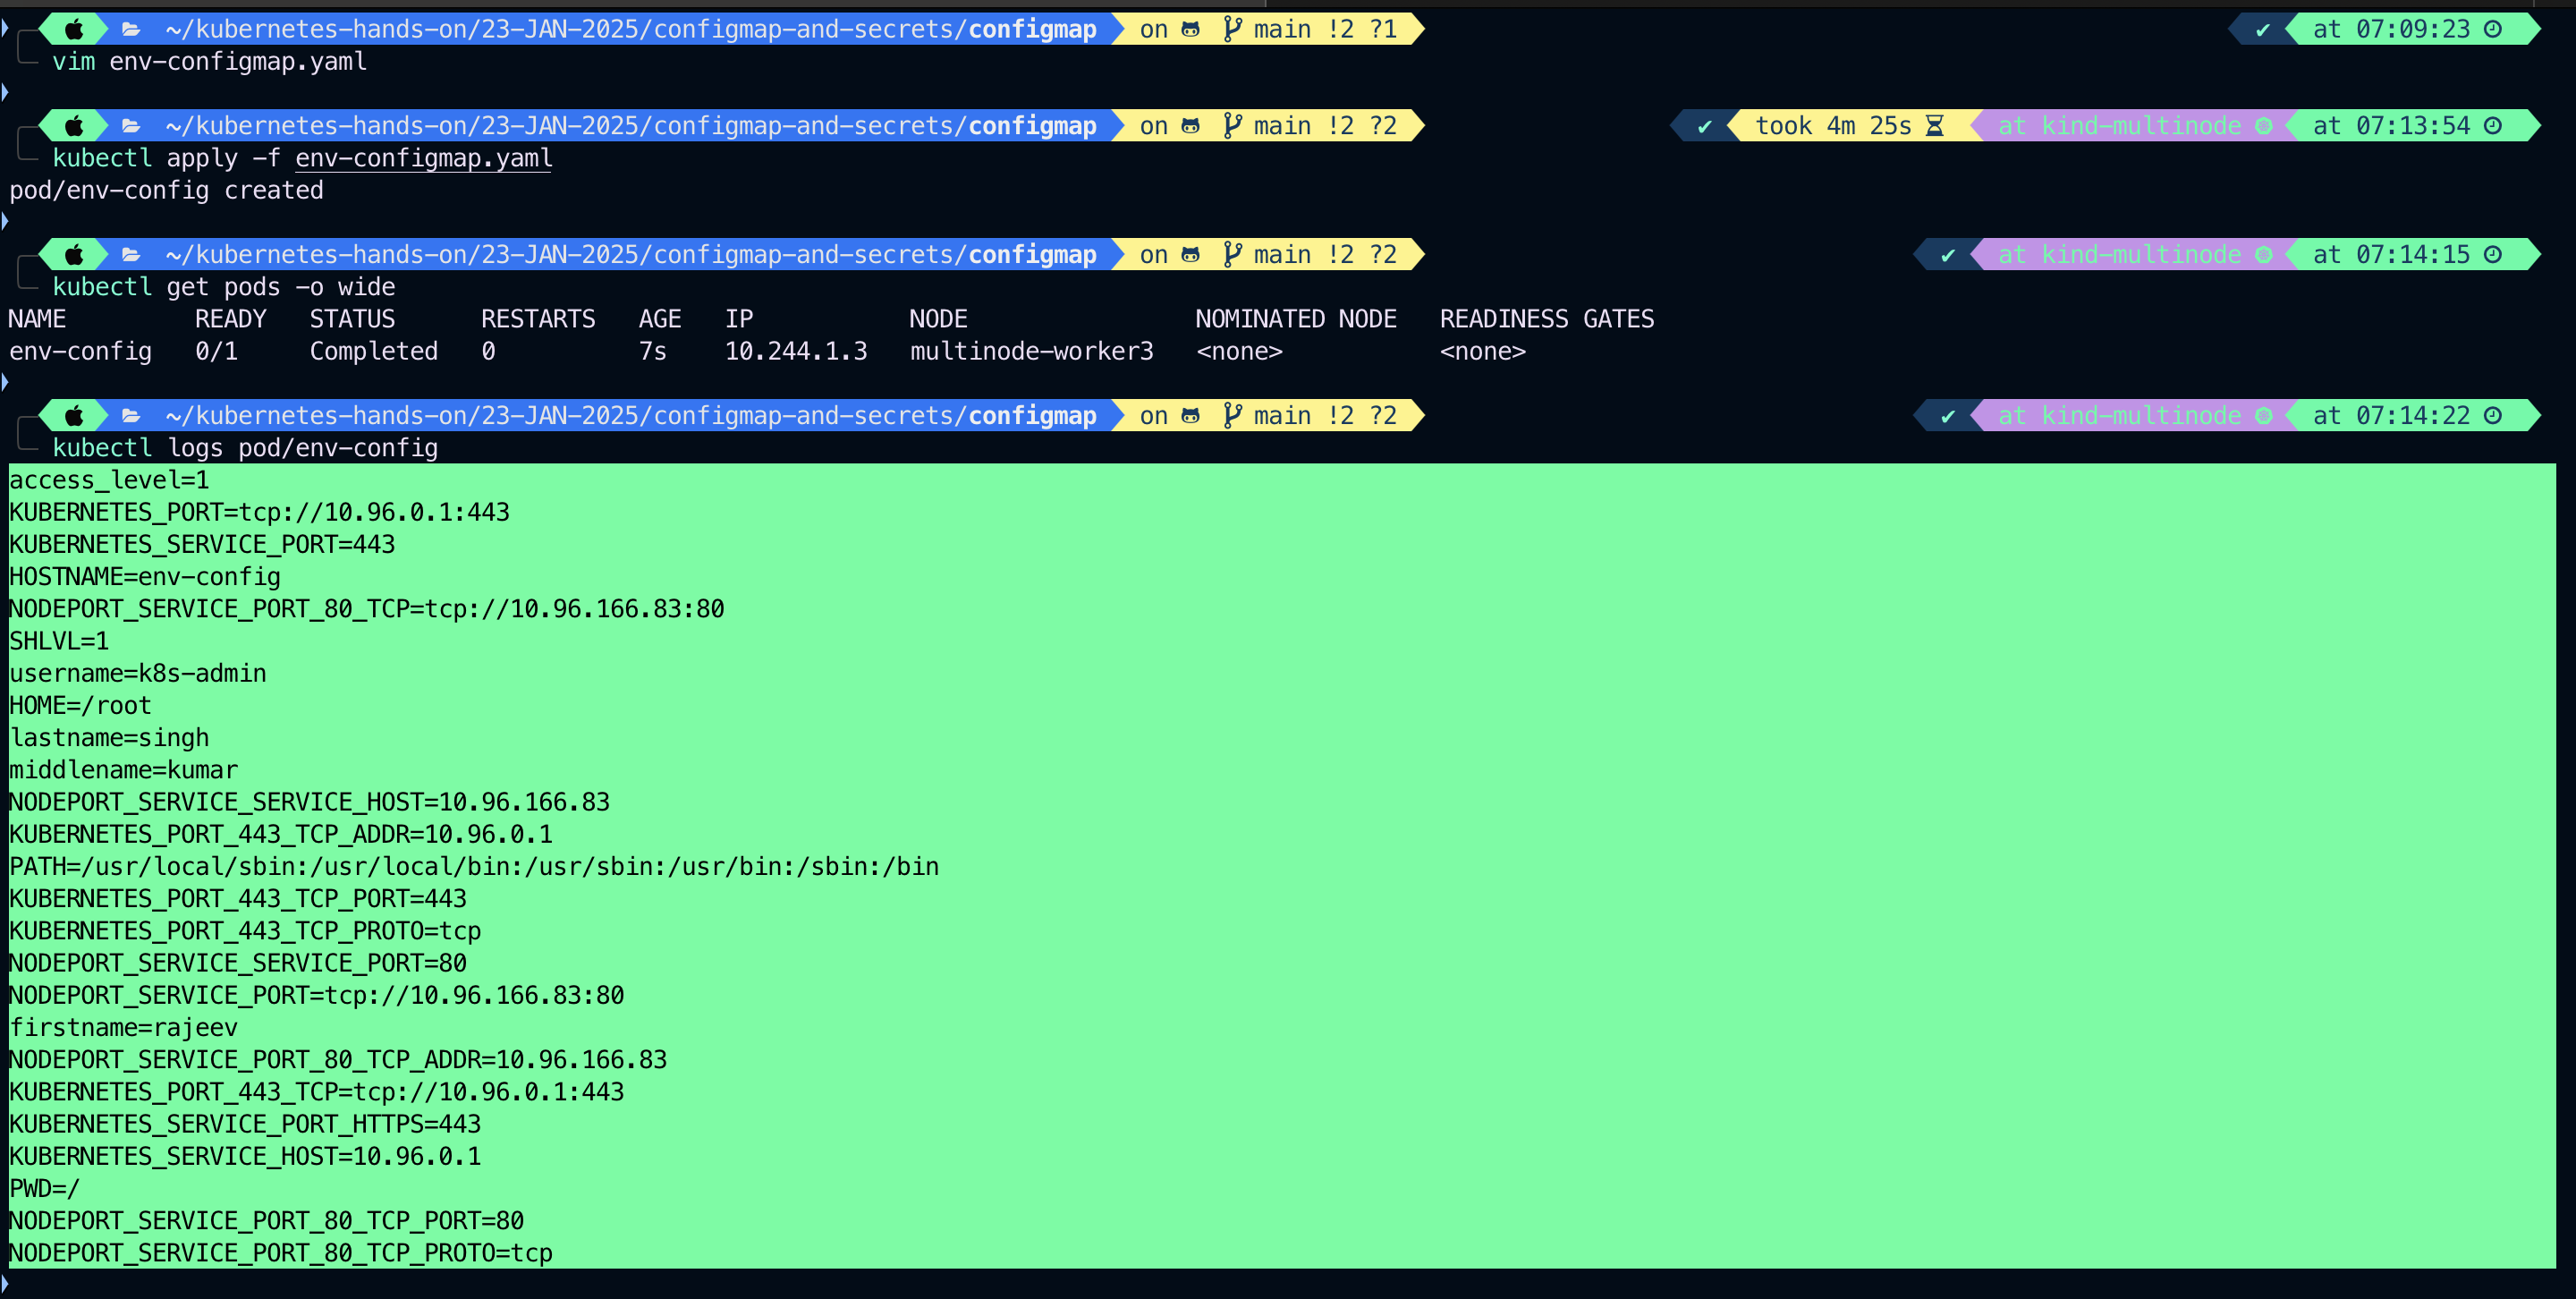 ~/kubernetes-hands-on/23-JAN-2025/configmap-and-secrets/configmap on main !2 ?1 ✔ at 07:09:23
vim env-configmap.yaml
~/kubernetes-hands-on/23-JAN-2025/configmap-and-secrets/configmap on main !2 ?2 ✔ took 4m 25s at kind-multinode at 07:13:54
kubectl apply -f env-configmap.yaml
pod/env-config created
~/kubernetes-hands-on/23-JAN-2025/configmap-and-secrets/configmap on main !2 ?2 ✔ at kind-multinode at 07:14:15
kubectl get pods -o wide
NAME READY STATUS RESTARTS AGE IP NODE NOMINATED NODE READINESS GATES
env-config 0/1 Completed 0 7s 10.244.1.3 multinode-worker3 <none> <none>
~/kubernetes-hands-on/23-JAN-2025/configmap-and-secrets/configmap on main !2 ?2 ✔ at kind-multinode at 07:14:22
kubectl logs pod/env-config
access_level=1
KUBERNETES_PORT=tcp://10.96.0.1:443
KUBERNETES_SERVICE_PORT=443
HOSTNAME=env-config
NODEPORT_SERVICE_PORT_80_TCP=tcp://10.96.166.83:80
SHLVL=1
username=k8s-admin
HOME=/root
lastname=singh
middlename=kumar
NODEPORT_SERVICE_SERVICE_HOST=10.96.166.83
KUBERNETES_PORT_443_TCP_ADDR=10.96.0.1
PATH=/usr/local/sbin:/usr/local/bin:/usr/sbin:/usr/bin:/sbin:/bin
KUBERNETES_PORT_443_TCP_PORT=443
KUBERNETES_PORT_443_TCP_PROTO=tcp
NODEPORT_SERVICE_SERVICE_PORT=80
NODEPORT_SERVICE_PORT=tcp://10.96.166.83:80
firstname=rajeev
NODEPORT_SERVICE_PORT_80_TCP_ADDR=10.96.166.83
KUBERNETES_PORT_443_TCP=tcp://10.96.0.1:443
KUBERNETES_SERVICE_PORT_HTTPS=443
KUBERNETES_SERVICE_HOST=10.96.0.1
PWD=/
NODEPORT_SERVICE_PORT_80_TCP_PORT=80
NODEPORT_SERVICE_PORT_80_TCP_PROTO=tcp